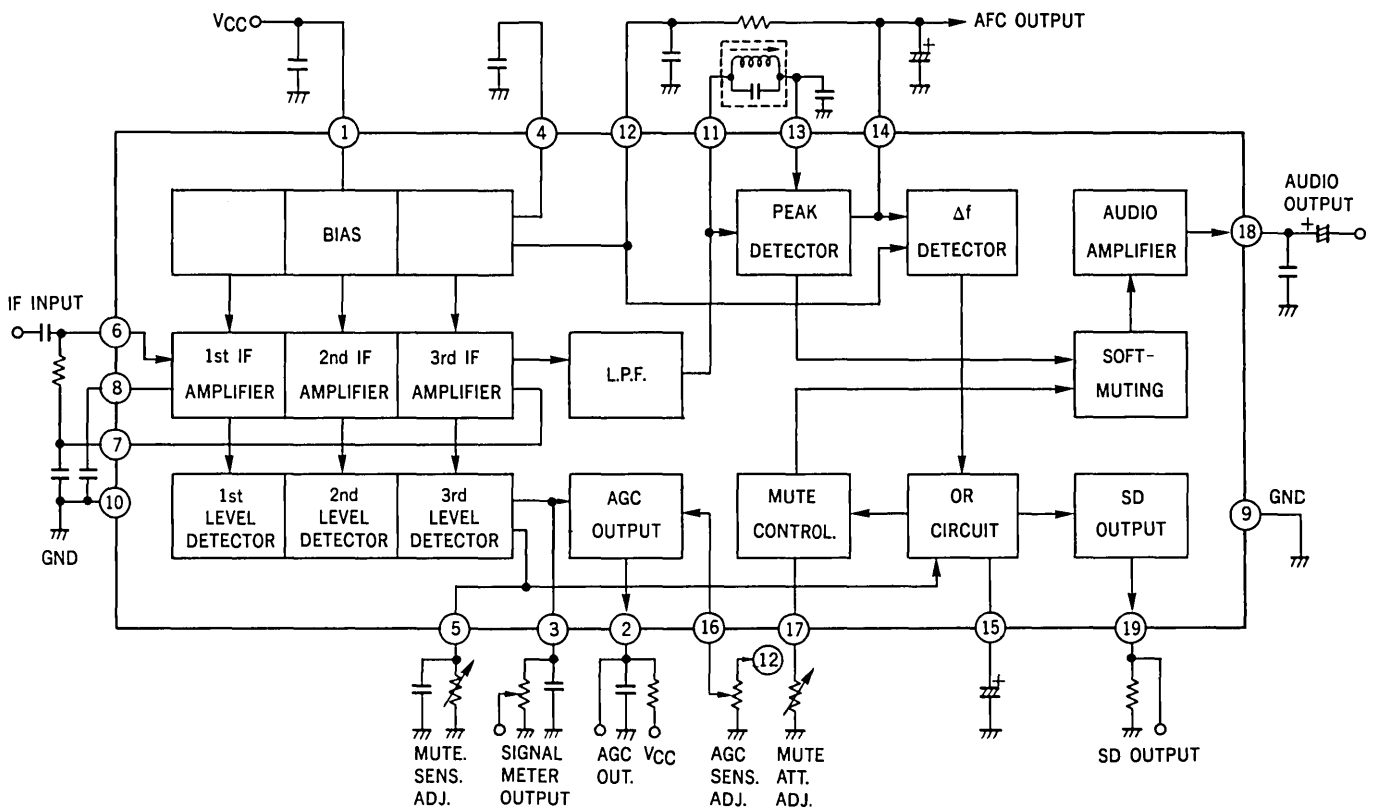 VCC
AFC OUTPUT
1
4
12
11
13
14
BIAS
PEAK
DETECTOR
Δf
DETECTOR
AUDIO
AMPLIFIER
AUDIO
OUTPUT
+
+
18
IF INPUT
6
8
7
10
GND
1st IF
AMPLIFIER
2nd IF
AMPLIFIER
3rd IF
AMPLIFIER
L.P.F.
SOFT-
MUTING
1st
LEVEL
DETECTOR
2nd
LEVEL
DETECTOR
3rd
LEVEL
DETECTOR
AGC
OUTPUT
MUTE
CONTROL.
OR
CIRCUIT
SD
OUTPUT
9
GND
5
3
2
16
17
15
19
12
+
MUTE.
SENS.
ADJ.
SIGNAL
METER
OUTPUT
AGC
OUT.
VCC
AGC
SENS.
ADJ.
MUTE
ATT.
ADJ.
SD OUTPUT